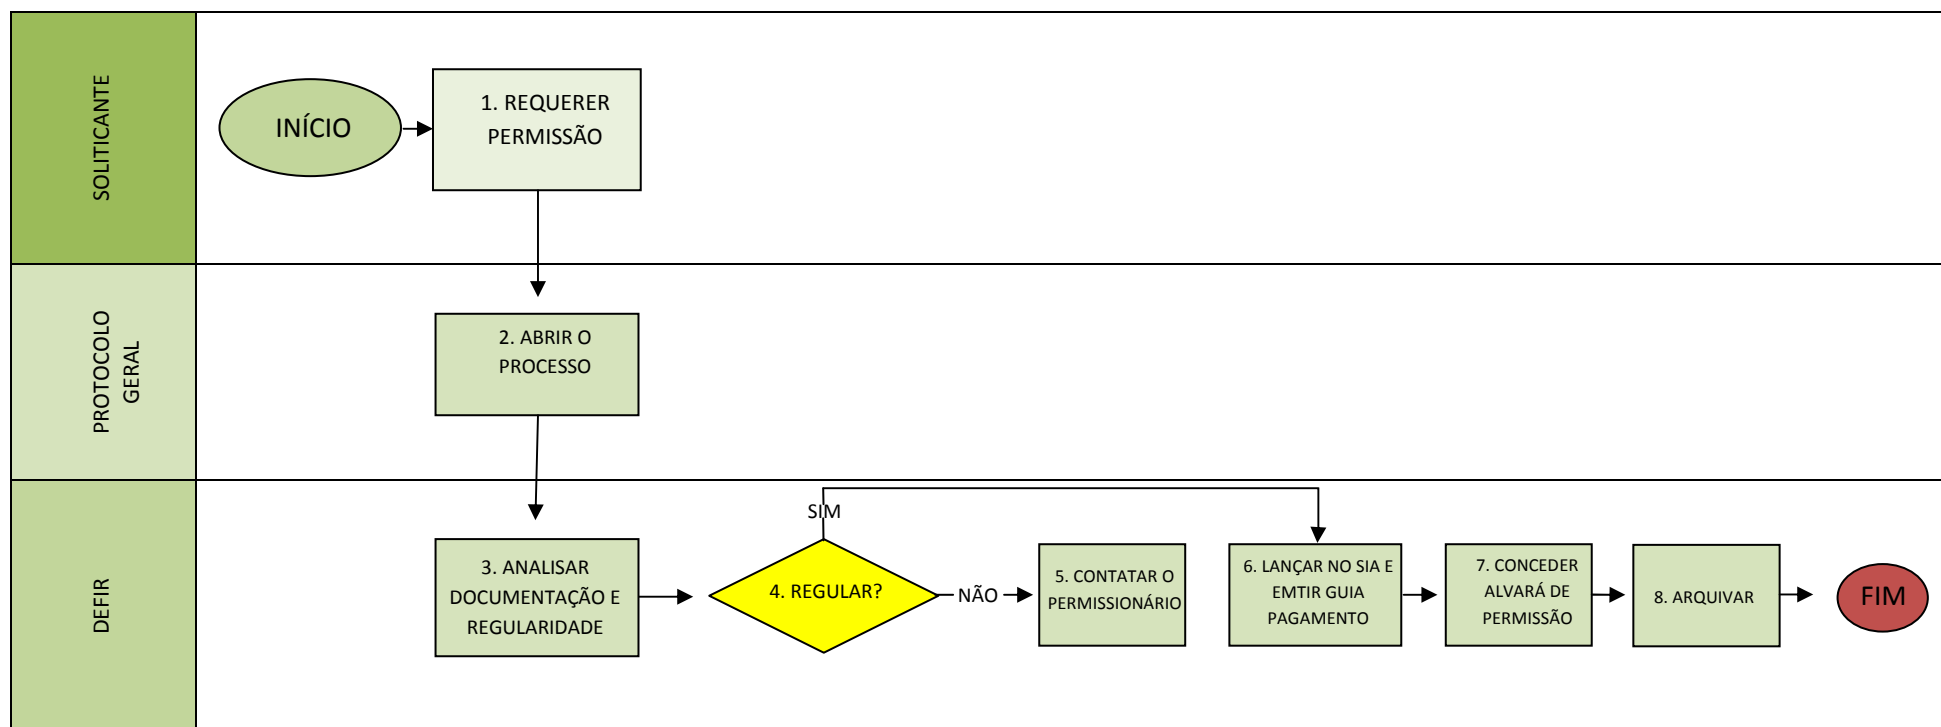 SOLITICANTE
INÍCIO
1. REQUERER
PERMISSÃO
PROTOCOLO
GERAL
2. ABRIR O
PROCESSO
DEFIR
3. ANALISAR
DOCUMENTAÇÃO E
REGULARIDADE
4. REGULAR?
SIM
NÃO
5. CONTATAR O
PERMISSIONÁRIO
6. LANÇAR NO SIA E
EMTIR GUIA
PAGAMENTO
7. CONCEDER
ALVARÁ DE
PERMISSÃO
8. ARQUIVAR
FIM